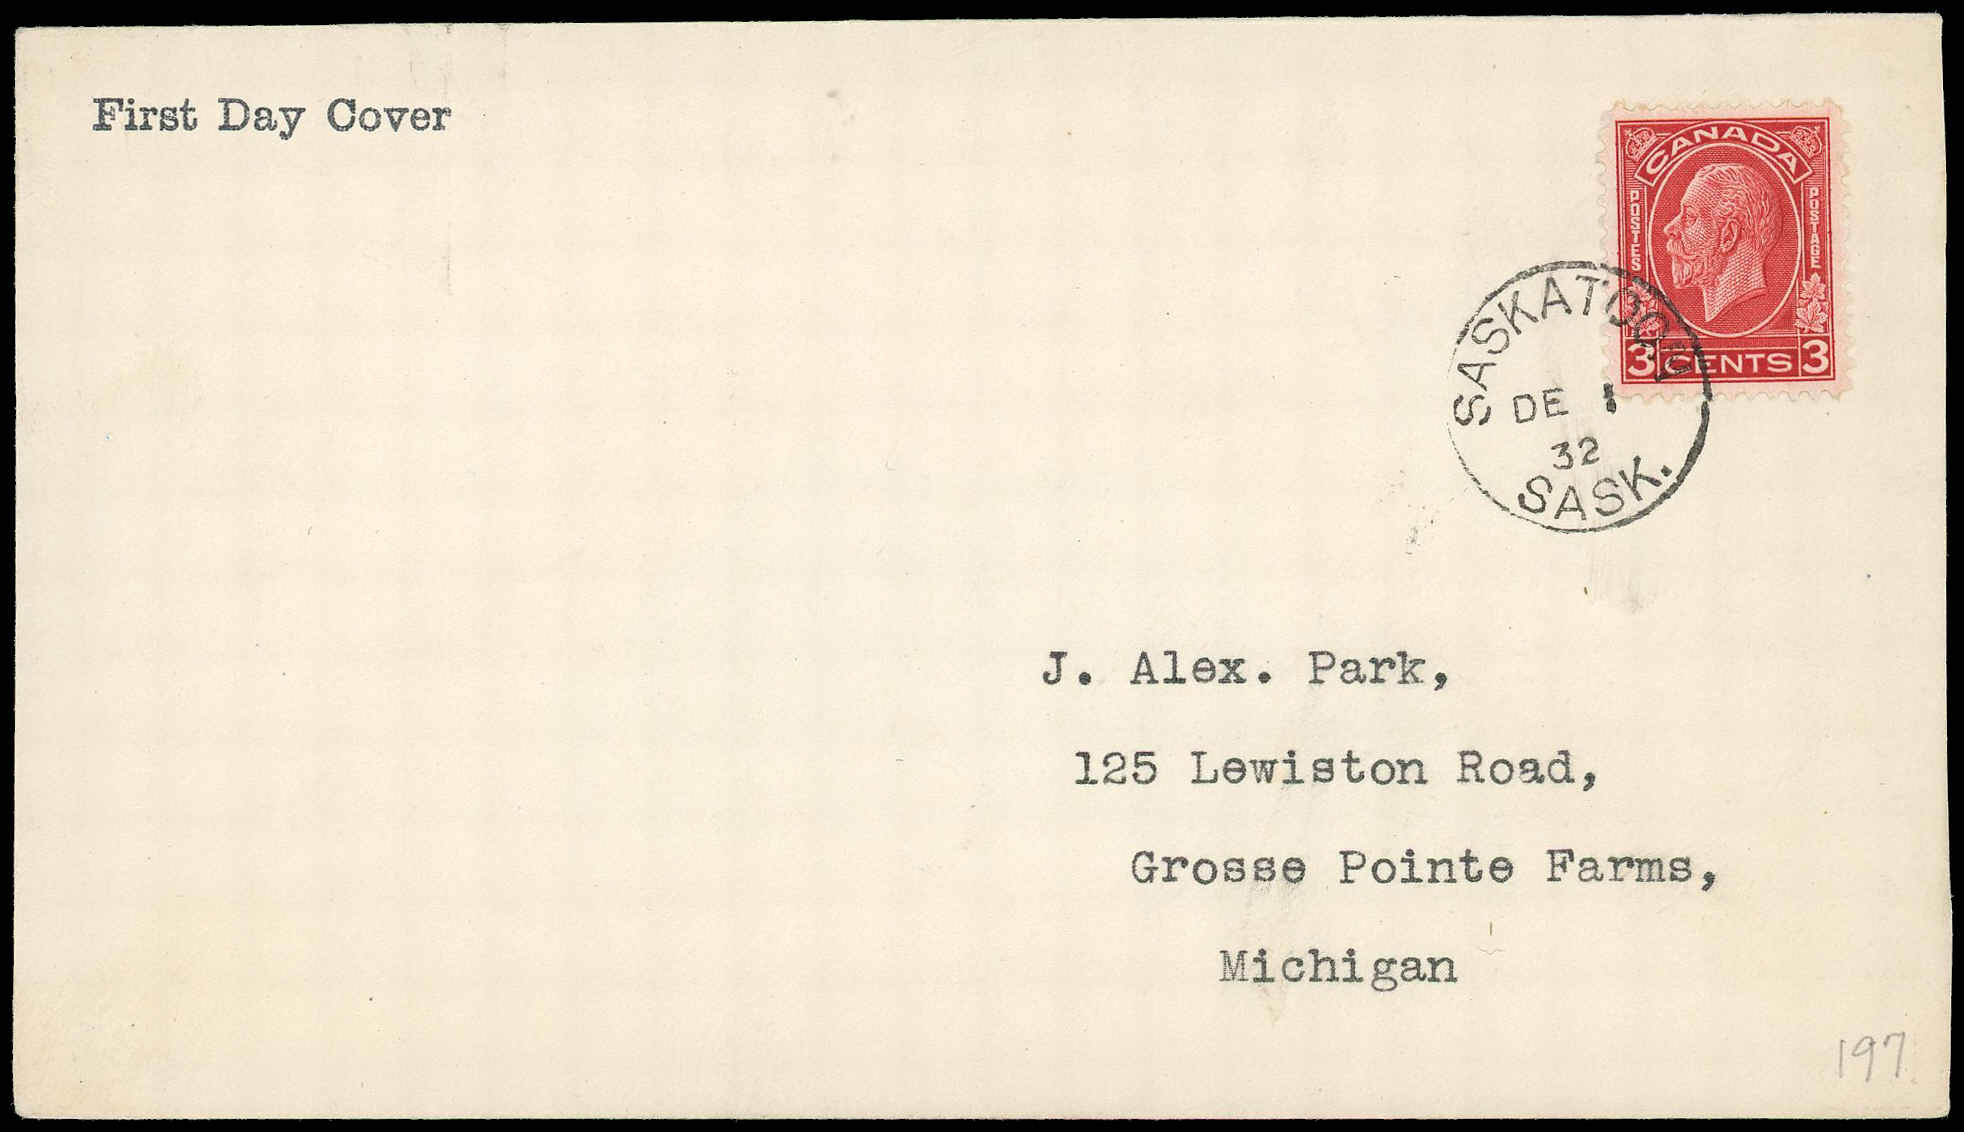 First Day Cover
CANADA
POSTES
POSTAGE
3 CENTS 3
SASKATOON
DE 1
32
SASK.
J. Alex. Park,
125 Lewiston Road,
Grosse Pointe Farms,
Michigan
197